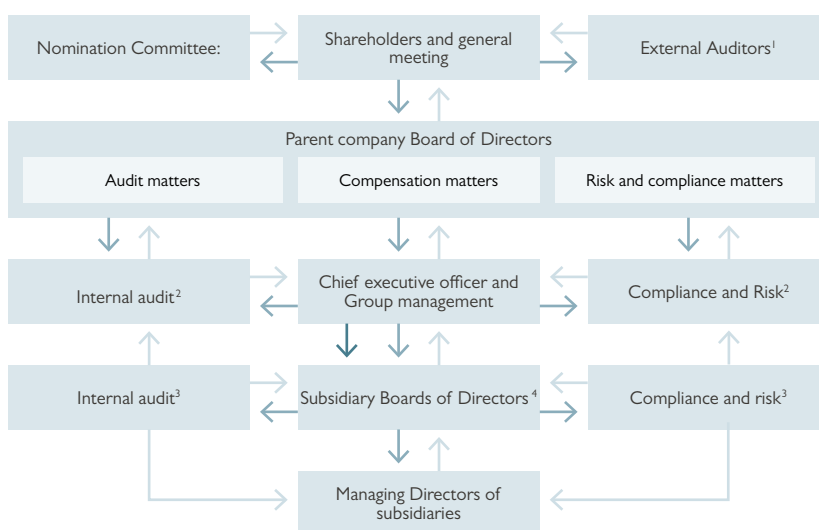 Nomination Committee:
Shareholders and general
meeting
External Auditors¹
Parent company Board of Directors
Audit matters
Compensation matters
Risk and compliance matters
Internal audit²
Chief executive officer and
Group management
Compliance and Risk²
Internal audit³
Subsidiary Boards of Directors⁴
Compliance and risk³
Managing Directors of
subsidiaries